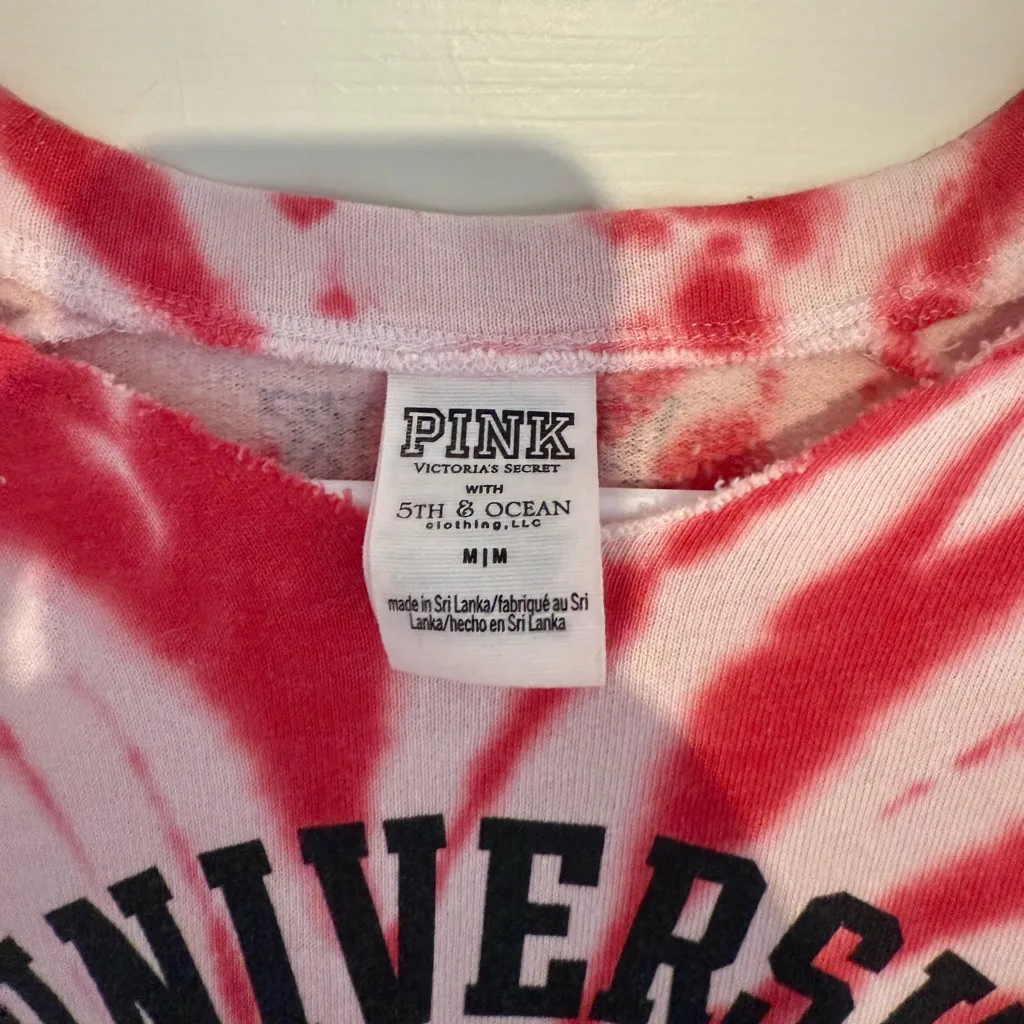 PINK
VICTORIA'S SECRET
WITH
5TH & OCEAN
clothing, LLC
M|M
made in Sri Lanka/fabriqué au Sri
Lanka/hecho en Sri Lanka
UNIVERSI